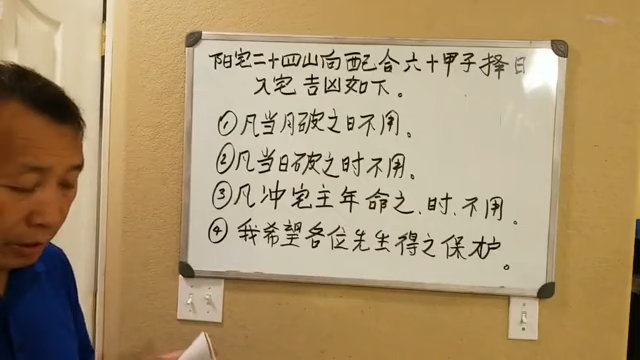 阳宅二十四山向配合六十甲子择日
入宅吉凶如下。
①凡当月破之日不用。
②凡当日破之时不用。
③凡冲宅主年命之.时.不用.
④我希望各位先生得之保护。